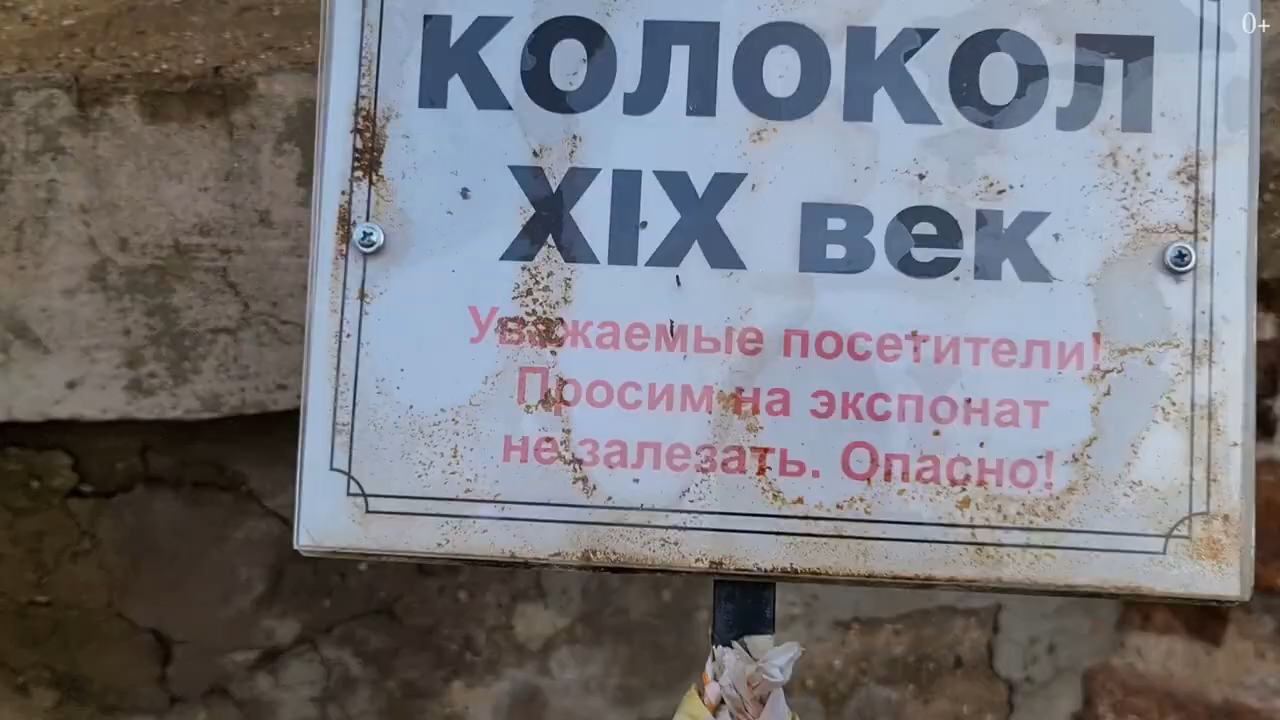 0+
КОЛОКОЛ
XIX век
Уважаемые посетители!
Просим на экспонат
не залезать. Опасно!